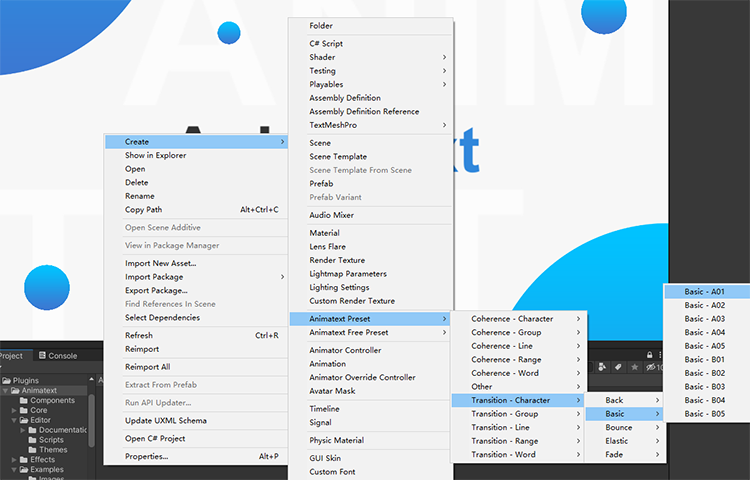 ANIM
T
A
xt
Create
Show in Explorer
Open
Delete
Rename
Copy Path Alt+Ctrl+C
Open Scene Additive
View in Package Manager
Import New Asset...
Import Package
Export Package...
Find References In Scene
Select Dependencies
Refresh Ctrl+R
Reimport
Reimport All
Extract From Prefab
Run API Updater...
Update UXML Schema
Open C# Project
Properties... Alt+P
Folder
C# Script
Shader
Testing
Playables
Assembly Definition
Assembly Definition Reference
TextMeshPro
Scene
Scene Template
Scene Template From Scene
Prefab
Prefab Variant
Audio Mixer
Material
Lens Flare
Render Texture
Lightmap Parameters
Lighting Settings
Custom Render Texture
Animatext Preset
Animatext Free Preset
Animator Controller
Animation
Animator Override Controller
Avatar Mask
Timeline
Signal
Physic Material
GUI Skin
Custom Font
Coherence - Character
Coherence - Group
Coherence - Line
Coherence - Range
Coherence - Word
Other
Transition - Character
Transition - Group
Transition - Line
Transition - Range
Transition - Word
Back
Basic
Bounce
Elastic
Fade
Basic - A01
Basic - A02
Basic - A03
Basic - A04
Basic - A05
Basic - B01
Basic - B02
Basic - B03
Basic - B04
Basic - B05
Project
Console
Plugins
Animatext
Components
Core
Editor
Documentatio
Scripts
Themes
Effects
Examples
Images
A
10